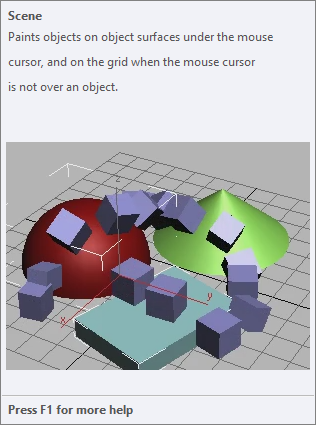 Scene
Paints objects on object surfaces under the mouse
cursor, and on the grid when the mouse cursor
is not over an object.
z
y
x
Press F1 for more help